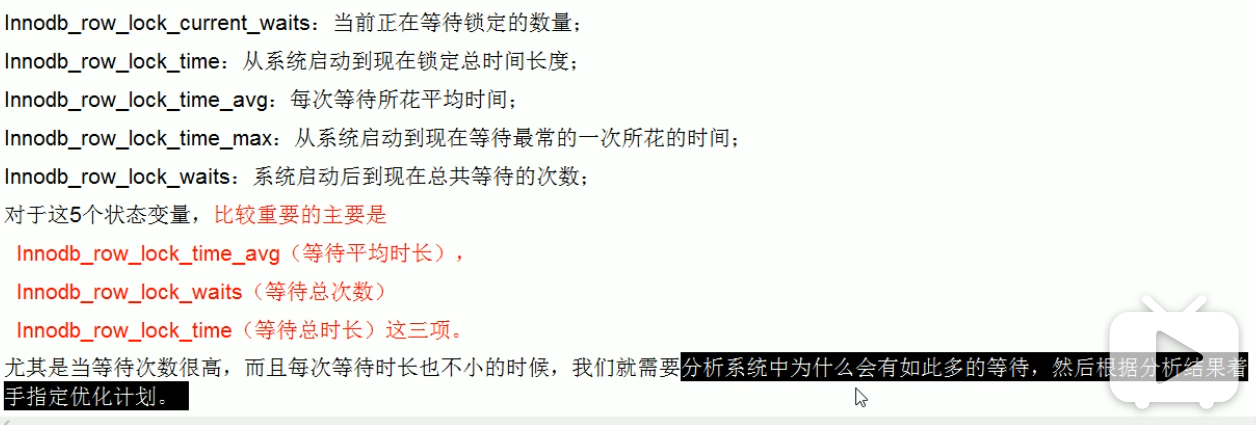 Innodb_row_lock_current_waits：当前正在等待锁定的数量；
Innodb_row_lock_time：从系统启动到现在锁定总时间长度；
Innodb_row_lock_time_avg：每次等待所花平均时间；
Innodb_row_lock_time_max：从系统启动到现在等待最常的一次所花的时间；
Innodb_row_lock_waits：系统启动后到现在总共等待的次数；
对于这5个状态变量，比较重要的主要是
Innodb_row_lock_time_avg（等待平均时长），
Innodb_row_lock_waits（等待总次数）
Innodb_row_lock_time（等待总时长）这三项。
尤其是当等待次数很高，而且每次等待时长也不小的时候，我们就需要分析系统中为什么会有如此多的等待，然后根据分析结果着
手指定优化计划。